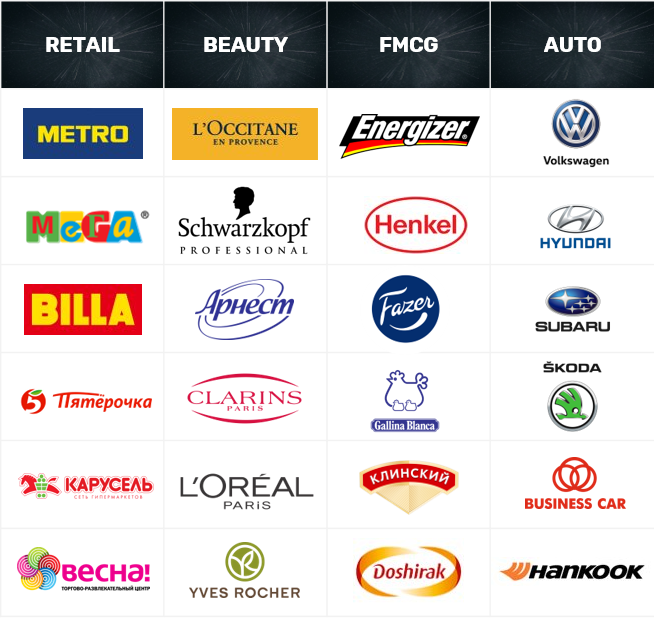 RETAIL BEAUTY FMCG AUTO
METRO
L'OCCITANE
EN PROVENCE
Energizer®
Volkswagen
MEGA®
Schwarzkopf
PROFESSIONAL
Henkel
HYUNDAI
BILLA
Арнест
Fazer
SUBARU
5 Пятёрочка
CLARINS
PARIS
Gallina Blanca
ŠKODA
КАРУСЕЛЬ
СЕТЬ ГИПЕРМАРКЕТОВ
L'ORÉAL
PARIS
КЛИНСКИЙ
BUSINESS CAR
ВЕСНА!
ТОРГОВО-РАЗВЛЕКАТЕЛЬНЫЙ ЦЕНТР
YVES ROCHER
Doshirak
HANKOOK